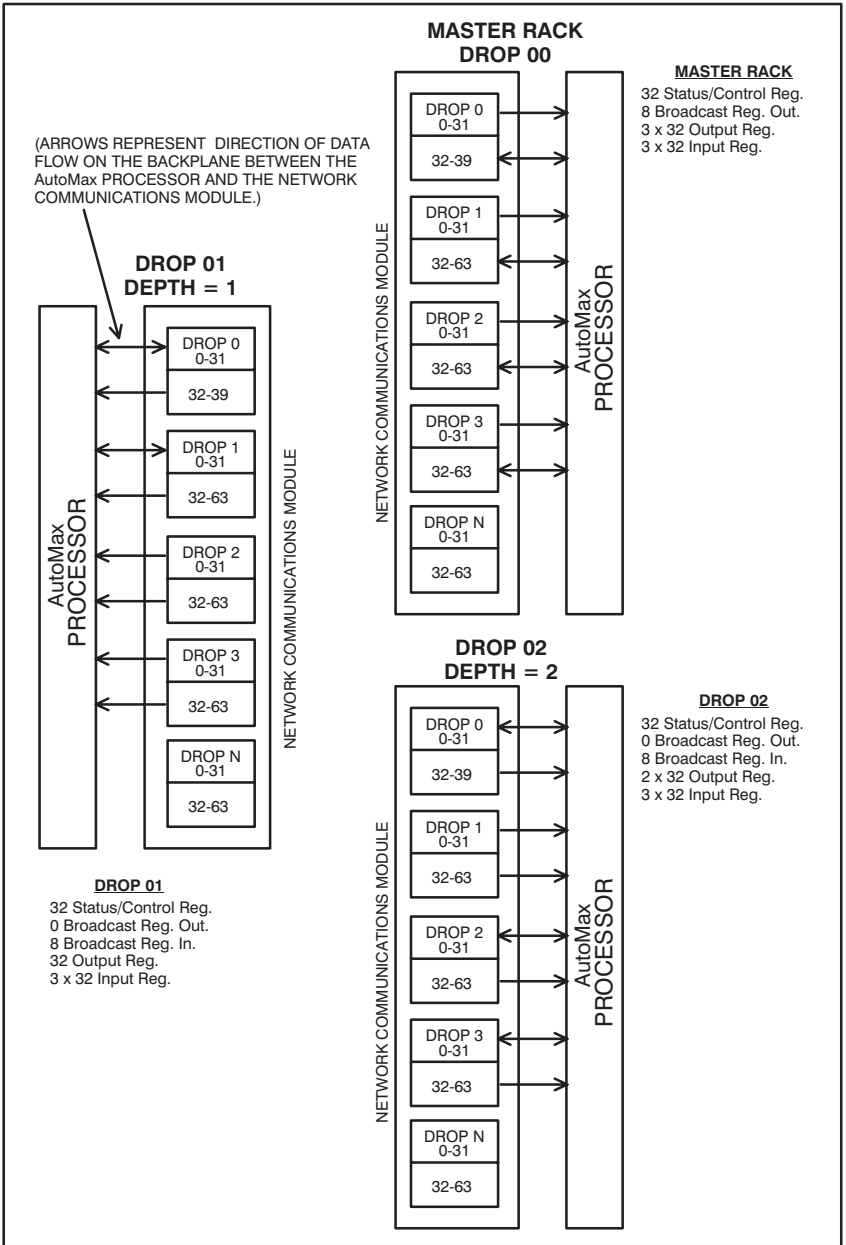 MASTER RACK
DROP 00
MASTER RACK
32 Status/Control Reg.
8 Broadcast Reg. Out.
3 x 32 Output Reg.
3 x 32 Input Reg.
DROP 0
0-31
32-39
DROP 1
0-31
32-63
DROP 2
0-31
32-63
DROP 3
0-31
32-63
DROP N
0-31
32-63
NETWORK COMMUNICATIONS MODULE
AutoMax
PROCESSOR
(ARROWS REPRESENT DIRECTION OF DATA
FLOW ON THE BACKPLANE BETWEEN THE
AutoMax PROCESSOR AND THE NETWORK
COMMUNICATIONS MODULE.)
DROP 01
DEPTH = 1
AutoMax
PROCESSOR
DROP 0
0-31
32-39
DROP 1
0-31
32-63
DROP 2
0-31
32-63
DROP 3
0-31
32-63
DROP N
0-31
32-63
NETWORK COMMUNICATIONS MODULE
DROP 01
32 Status/Control Reg.
0 Broadcast Reg. Out.
8 Broadcast Reg. In.
32 Output Reg.
3 x 32 Input Reg.
DROP 02
DEPTH = 2
NETWORK COMMUNICATIONS MODULE
DROP 0
0-31
32-39
DROP 1
0-31
32-63
DROP 2
0-31
32-63
DROP 3
0-31
32-63
DROP N
0-31
32-63
AutoMax
PROCESSOR
DROP 02
32 Status/Control Reg.
0 Broadcast Reg. Out.
8 Broadcast Reg. In.
2 x 32 Output Reg.
3 x 32 Input Reg.